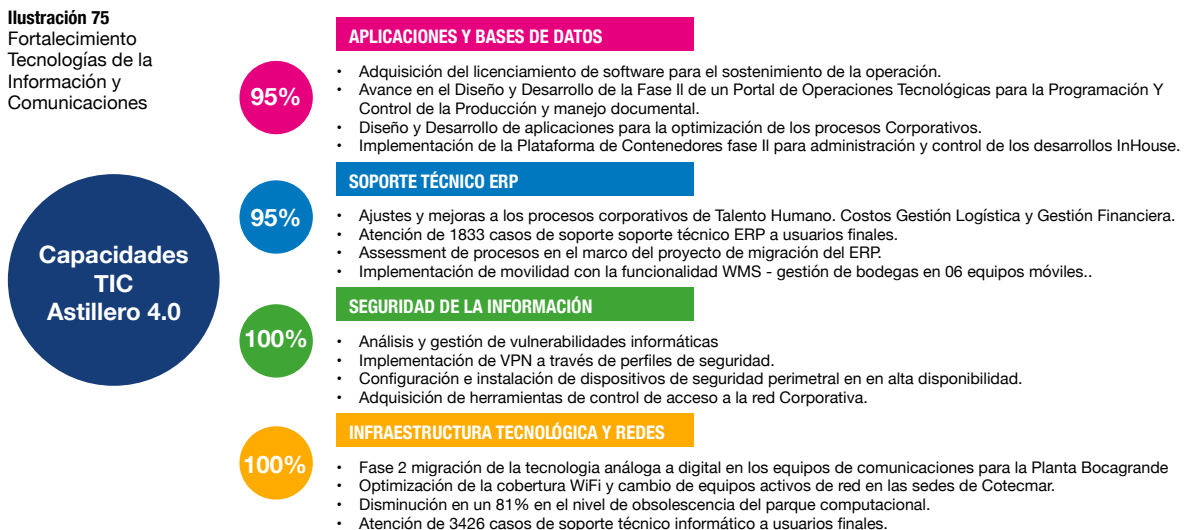 Ilustración 75
Fortalecimiento
Tecnologías de la
Información y
Comunicaciones
Capacidades
TIC
Astillero 4.0
95%
APLICACIONES Y BASES DE DATOS
• Adquisición del licenciamiento de software para el sostenimiento de la operación.
• Avance en el Diseño y Desarrollo de la Fase II de un Portal de Operaciones Tecnológicas para la Programación Y
Control de la Producción y manejo documental.
• Diseño y Desarrollo de aplicaciones para la optimización de los procesos Corporativos.
• Implementación de la Plataforma de Contenedores fase II para administración y control de los desarrollos InHouse.
95%
SOPORTE TÉCNICO ERP
• Ajustes y mejoras a los procesos corporativos de Talento Humano. Costos Gestión Logística y Gestión Financiera.
• Atención de 1833 casos de soporte soporte técnico ERP a usuarios finales.
• Assessment de procesos en el marco del proyecto de migración del ERP.
• Implementación de movilidad con la funcionalidad WMS - gestión de bodegas en 06 equipos móviles..
100%
SEGURIDAD DE LA INFORMACIÓN
• Análisis y gestión de vulnerabilidades informáticas
• Implementación de VPN a través de perfiles de seguridad.
• Configuración e instalación de dispositivos de seguridad perimetral en en alta disponibilidad.
• Adquisición de herramientas de control de acceso a la red Corporativa.
100%
INFRAESTRUCTURA TECNOLÓGICA Y REDES
• Fase 2 migración de la tecnologia análoga a digital en los equipos de comunicaciones para la Planta Bocagrande
• Optimización de la cobertura WiFi y cambio de equipos activos de red en las sedes de Cotecmar.
• Disminución en un 81% en el nivel de obsolescencia del parque computacional.
• Atención de 3426 casos de soporte técnico informático a usuarios finales.